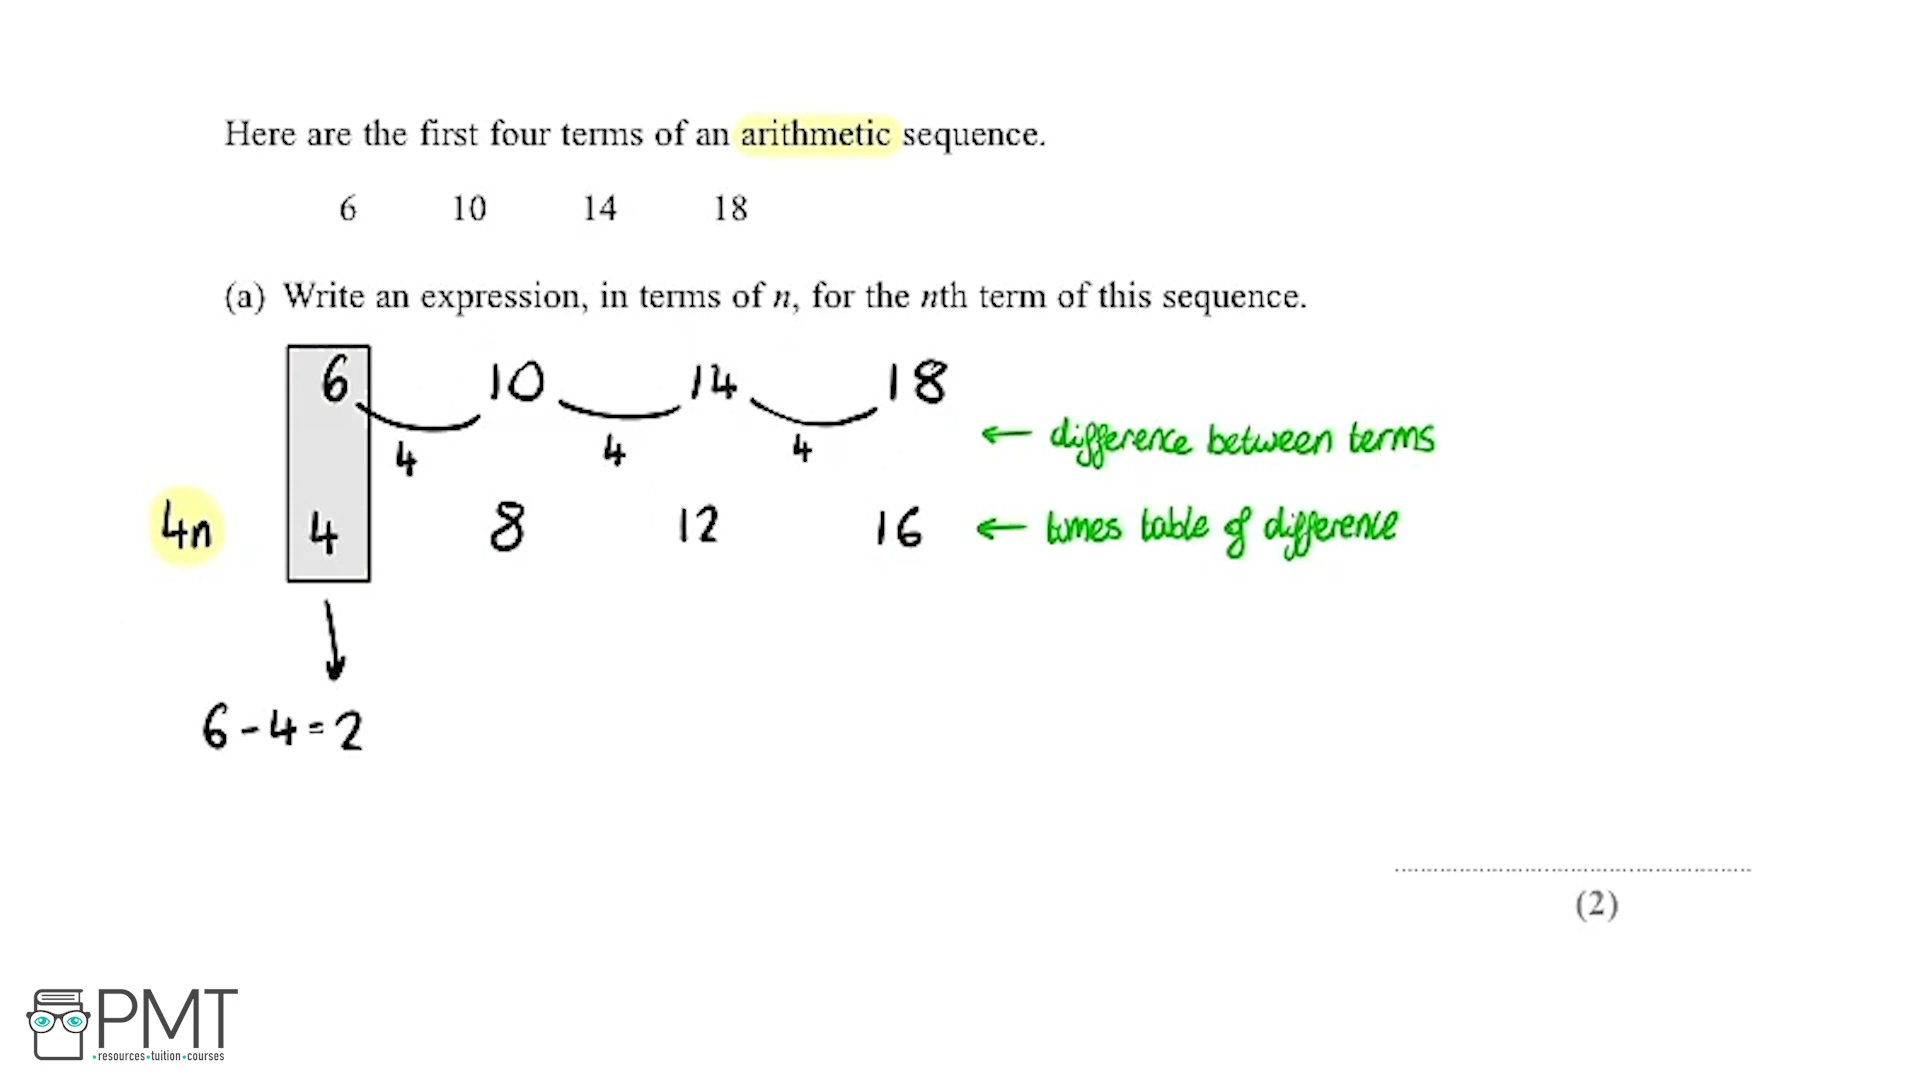 Here are the first four terms of an arithmetic sequence.
6 10 14 18
(a) Write an expression, in terms of n, for the nth term of this sequence.
6 10 14 18
4 4 4 ← difference between terms
4n 4 8 12 16 ← times table of difference
6 - 4 = 2
(2)
PMT
•resources•tuition•courses